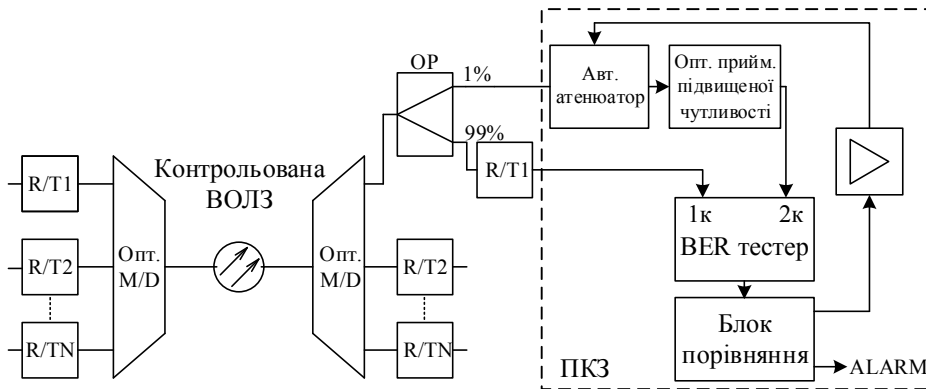 ОР
1%
99%
Авт.
атенюатор
Опт. прийм.
підвищеної
чутливості
R/T1
Контрольована
ВОЛЗ
R/T1
R/T2
R/TN
Опт.
M/D
Опт.
M/D
R/T2
R/TN
1к
2к
BER тестер
Блок
порівняння
ПКЗ
ALARM